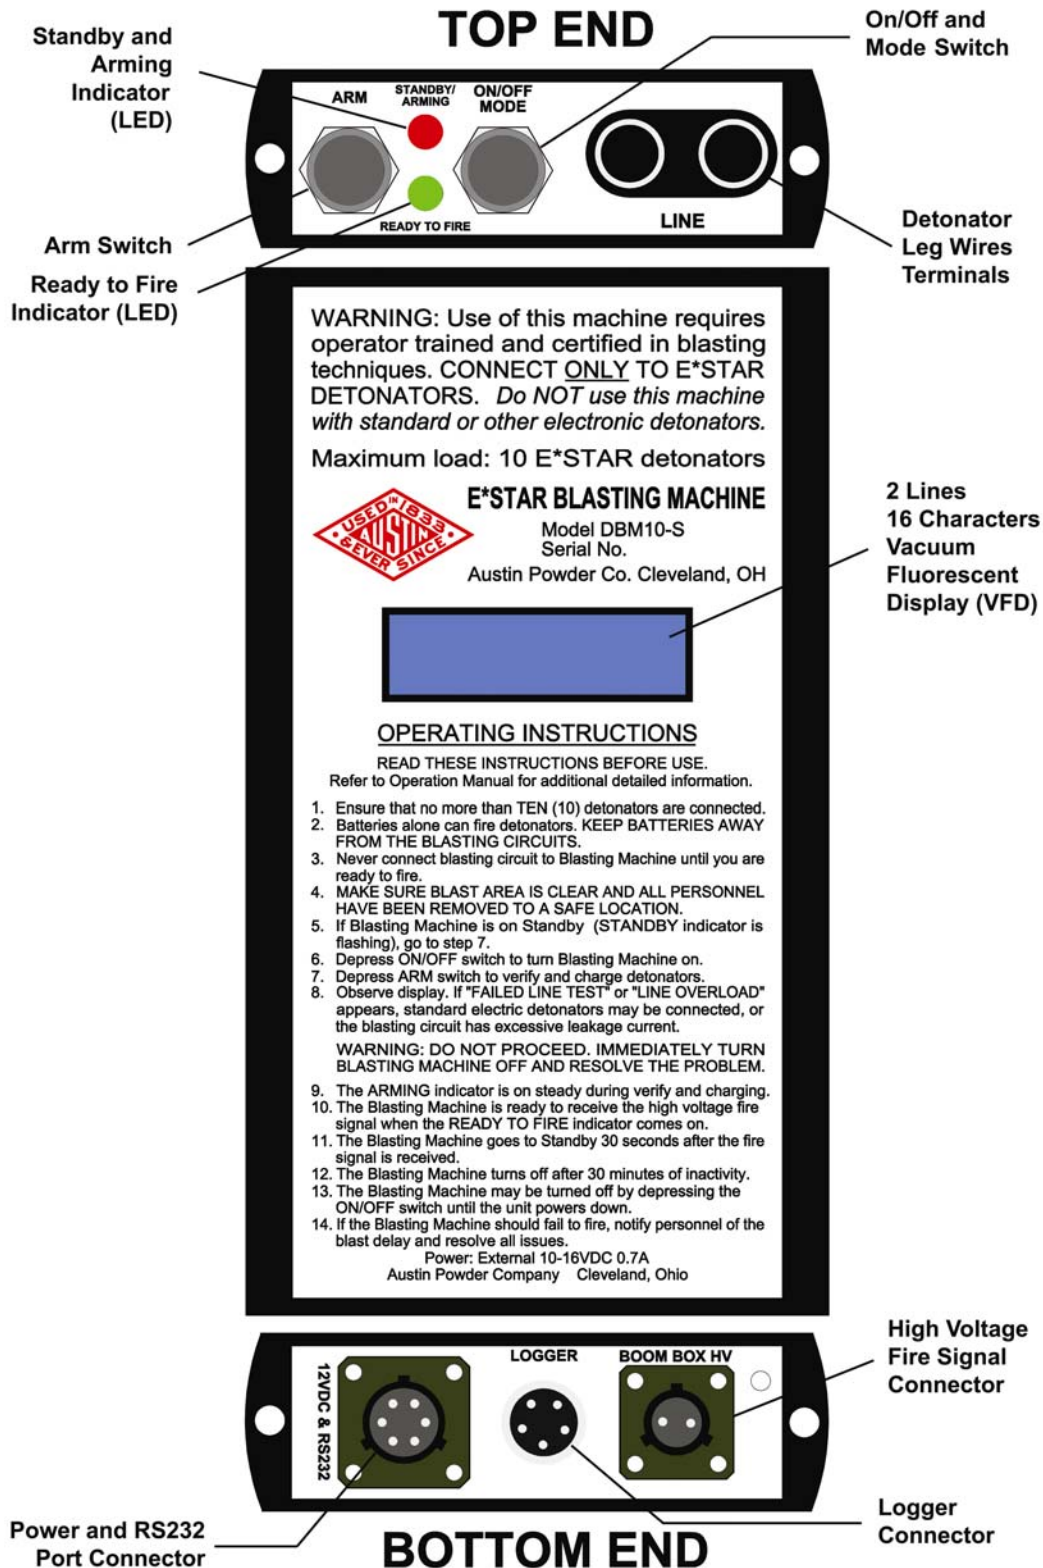 TOP END
Standby and
Arming
Indicator
(LED)
On/Off and
Mode Switch
ARM
STANDBY/
ARMING
ON/OFF
MODE
READY TO FIRE
LINE
Arm Switch
Ready to Fire
Indicator (LED)
Detonator
Leg Wires
Terminals
WARNING: Use of this machine requires
operator trained and certified in blasting
techniques. CONNECT ONLY TO E*STAR
DETONATORS. Do NOT use this machine
with standard or other electronic detonators.
Maximum load: 10 E*STAR detonators
USED IN 1833
AUSTIN
& EVER SINCE
E*STAR BLASTING MACHINE
Model DBM10-S
Serial No.
Austin Powder Co. Cleveland, OH
2 Lines
16 Characters
Vacuum
Fluorescent
Display (VFD)
OPERATING INSTRUCTIONS
READ THESE INSTRUCTIONS BEFORE USE.
Refer to Operation Manual for additional detailed information.
1. Ensure that no more than TEN (10) detonators are connected.
2. Batteries alone can fire detonators. KEEP BATTERIES AWAY
FROM THE BLASTING CIRCUITS.
3. Never connect blasting circuit to Blasting Machine until you are
ready to fire.
4. MAKE SURE BLAST AREA IS CLEAR AND ALL PERSONNEL
HAVE BEEN REMOVED TO A SAFE LOCATION.
5. If Blasting Machine is on Standby (STANDBY indicator is
flashing), go to step 7.
6. Depress ON/OFF switch to turn Blasting Machine on.
7. Depress ARM switch to verify and charge detonators.
8. Observe display. If "FAILED LINE TEST" or "LINE OVERLOAD"
appears, standard electric detonators may be connected, or
the blasting circuit has excessive leakage current.
WARNING: DO NOT PROCEED. IMMEDIATELY TURN
BLASTING MACHINE OFF AND RESOLVE THE PROBLEM.
9. The ARMING indicator is on steady during verify and charging.
10. The Blasting Machine is ready to receive the high voltage fire
signal when the READY TO FIRE indicator comes on.
11. The Blasting Machine goes to Standby 30 seconds after the fire
signal is received.
12. The Blasting Machine turns off after 30 minutes of inactivity.
13. The Blasting Machine may be turned off by depressing the
ON/OFF switch until the unit powers down.
14. If the Blasting Machine should fail to fire, notify personnel of the
blast delay and resolve all issues.
Power: External 10-16VDC 0.7A
Austin Powder Company Cleveland, Ohio
12VDC & RS232
LOGGER
BOOM BOX HV
High Voltage
Fire Signal
Connector
Power and RS232
Port Connector
Logger
Connector
BOTTOM END